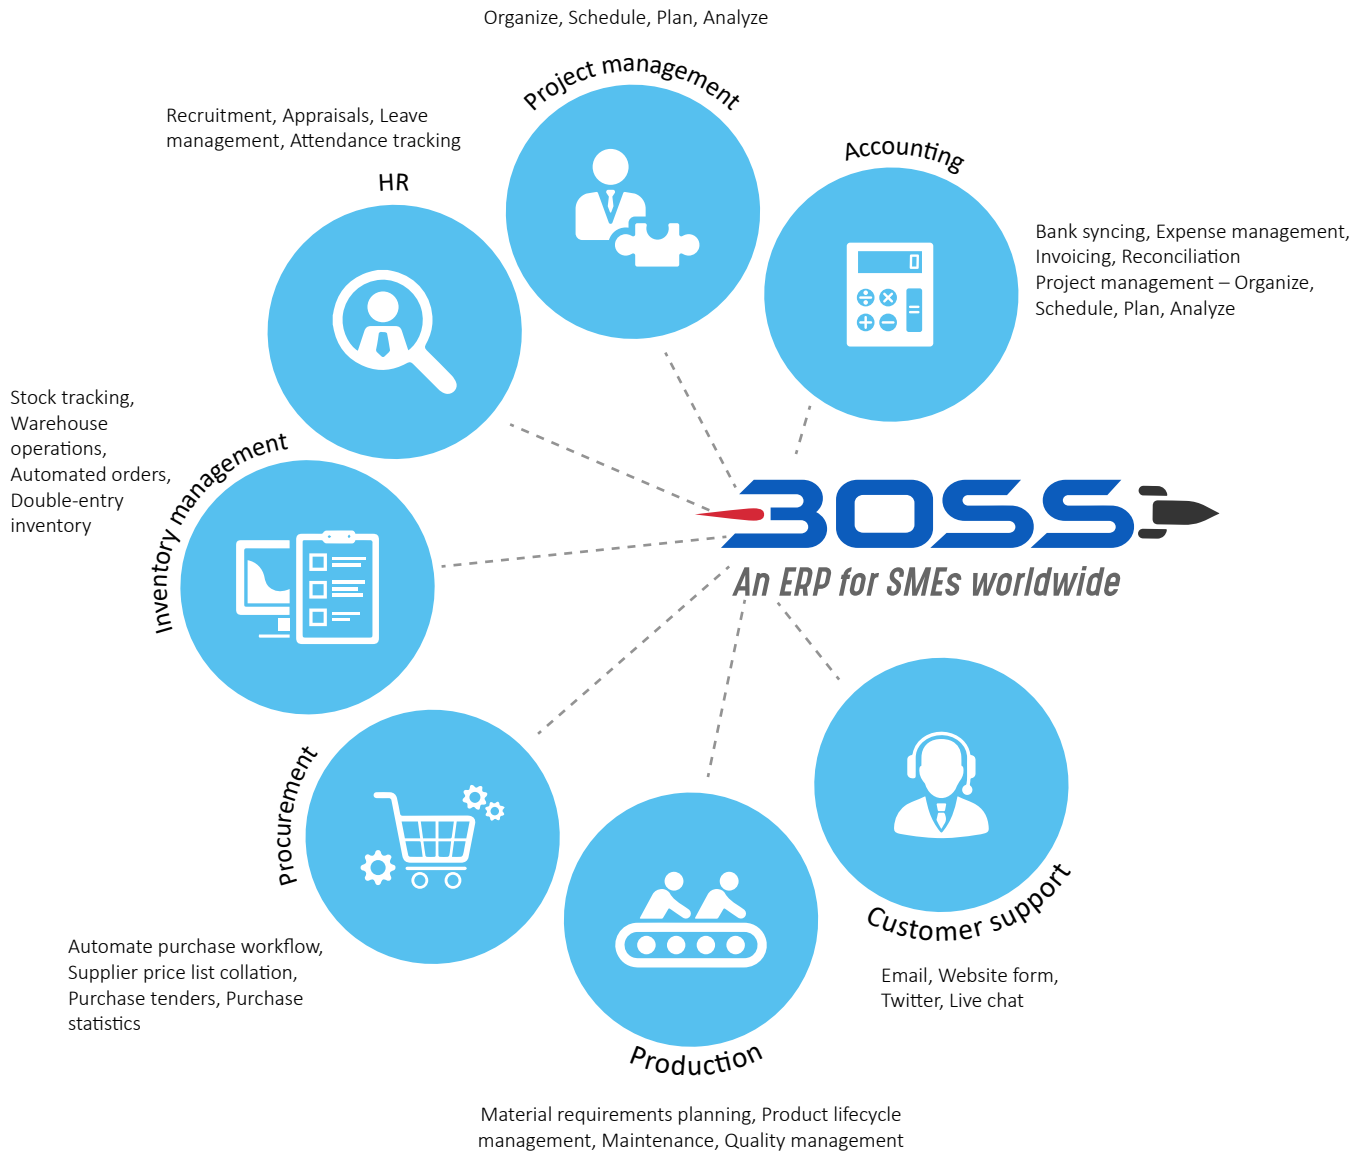 Organize, Schedule, Plan, Analyze
Project management
Recruitment, Appraisals, Leave
management, Attendance tracking
HR
Accounting
0
Bank syncing, Expense management,
Invoicing, Reconciliation
Project management – Organize,
Schedule, Plan, Analyze
Stock tracking,
Warehouse
operations,
Automated orders,
Double-entry
inventory
Inventory management
BOSS
An ERP for SMEs worldwide
Procurement
Automate purchase workflow,
Supplier price list collation,
Purchase tenders, Purchase
statistics
Customer support
Email, Website form,
Twitter, Live chat
Production
Material requirements planning, Product lifecycle
management, Maintenance, Quality management